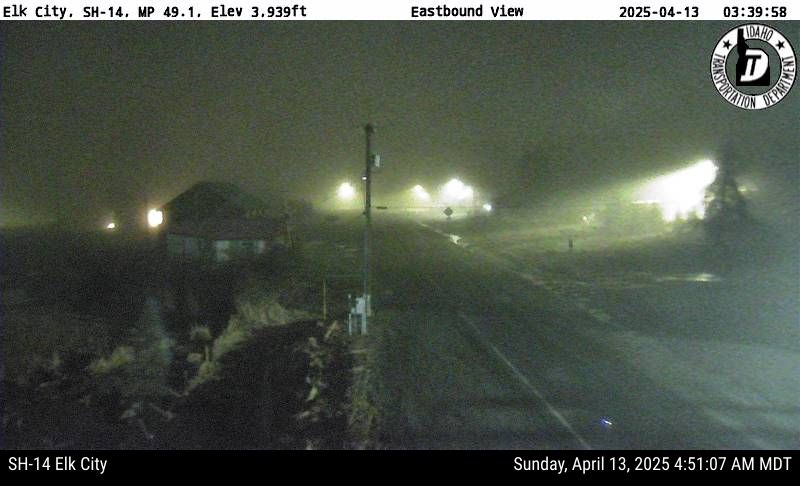 Elk City, SH-14, MP 49.1, Elev 3,939ft Eastbound View 2025-04-13 03:39:58
IDAHO TRANSPORTATION DEPARTMENT
SH-14 Elk City Sunday, April 13, 2025 4:51:07 AM MDT